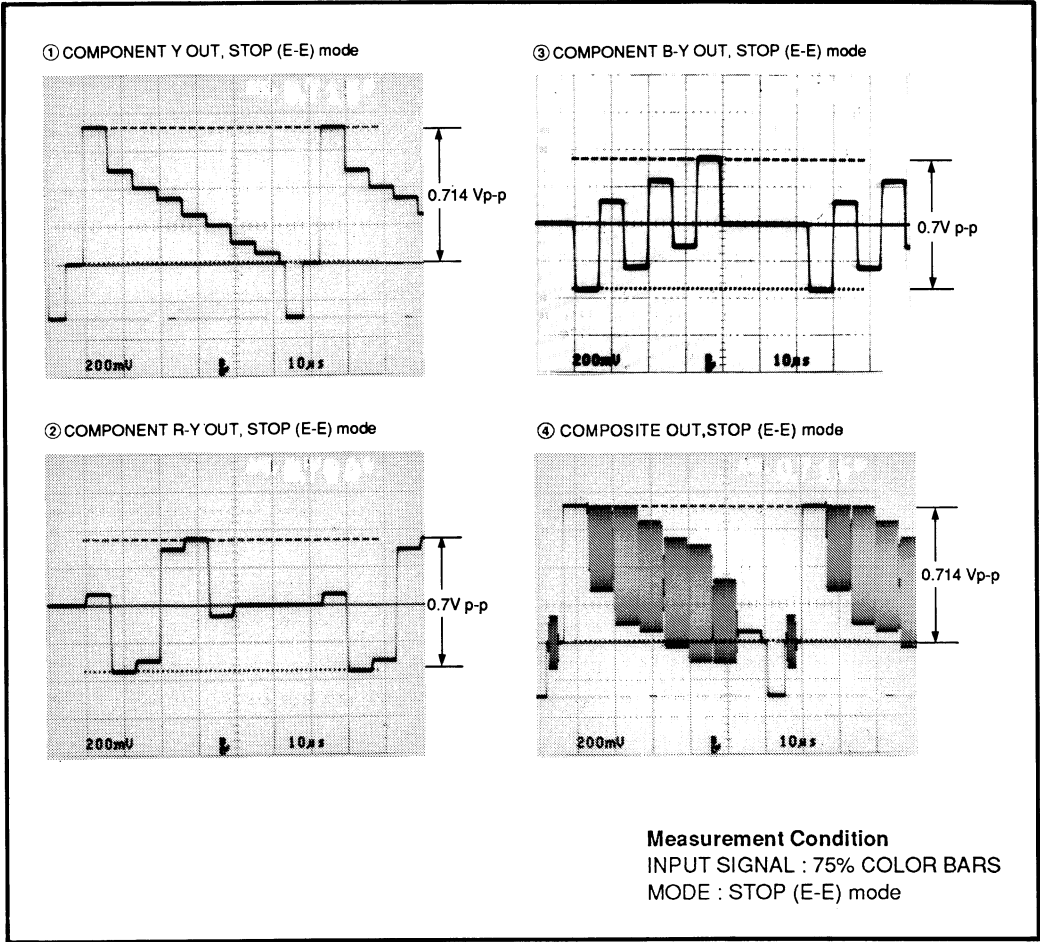 ① COMPONENT Y OUT, STOP (E-E) mode
0.714 Vp-p
200mV 10µs
② COMPONENT R-Y OUT, STOP (E-E) mode
0.7V p-p
200mV 10µs
③ COMPONENT B-Y OUT, STOP (E-E) mode
0.7V p-p
200mV 10µs
④ COMPOSITE OUT,STOP (E-E) mode
0.714 Vp-p
200mV 10µs
Measurement Condition
INPUT SIGNAL : 75% COLOR BARS
MODE : STOP (E-E) mode